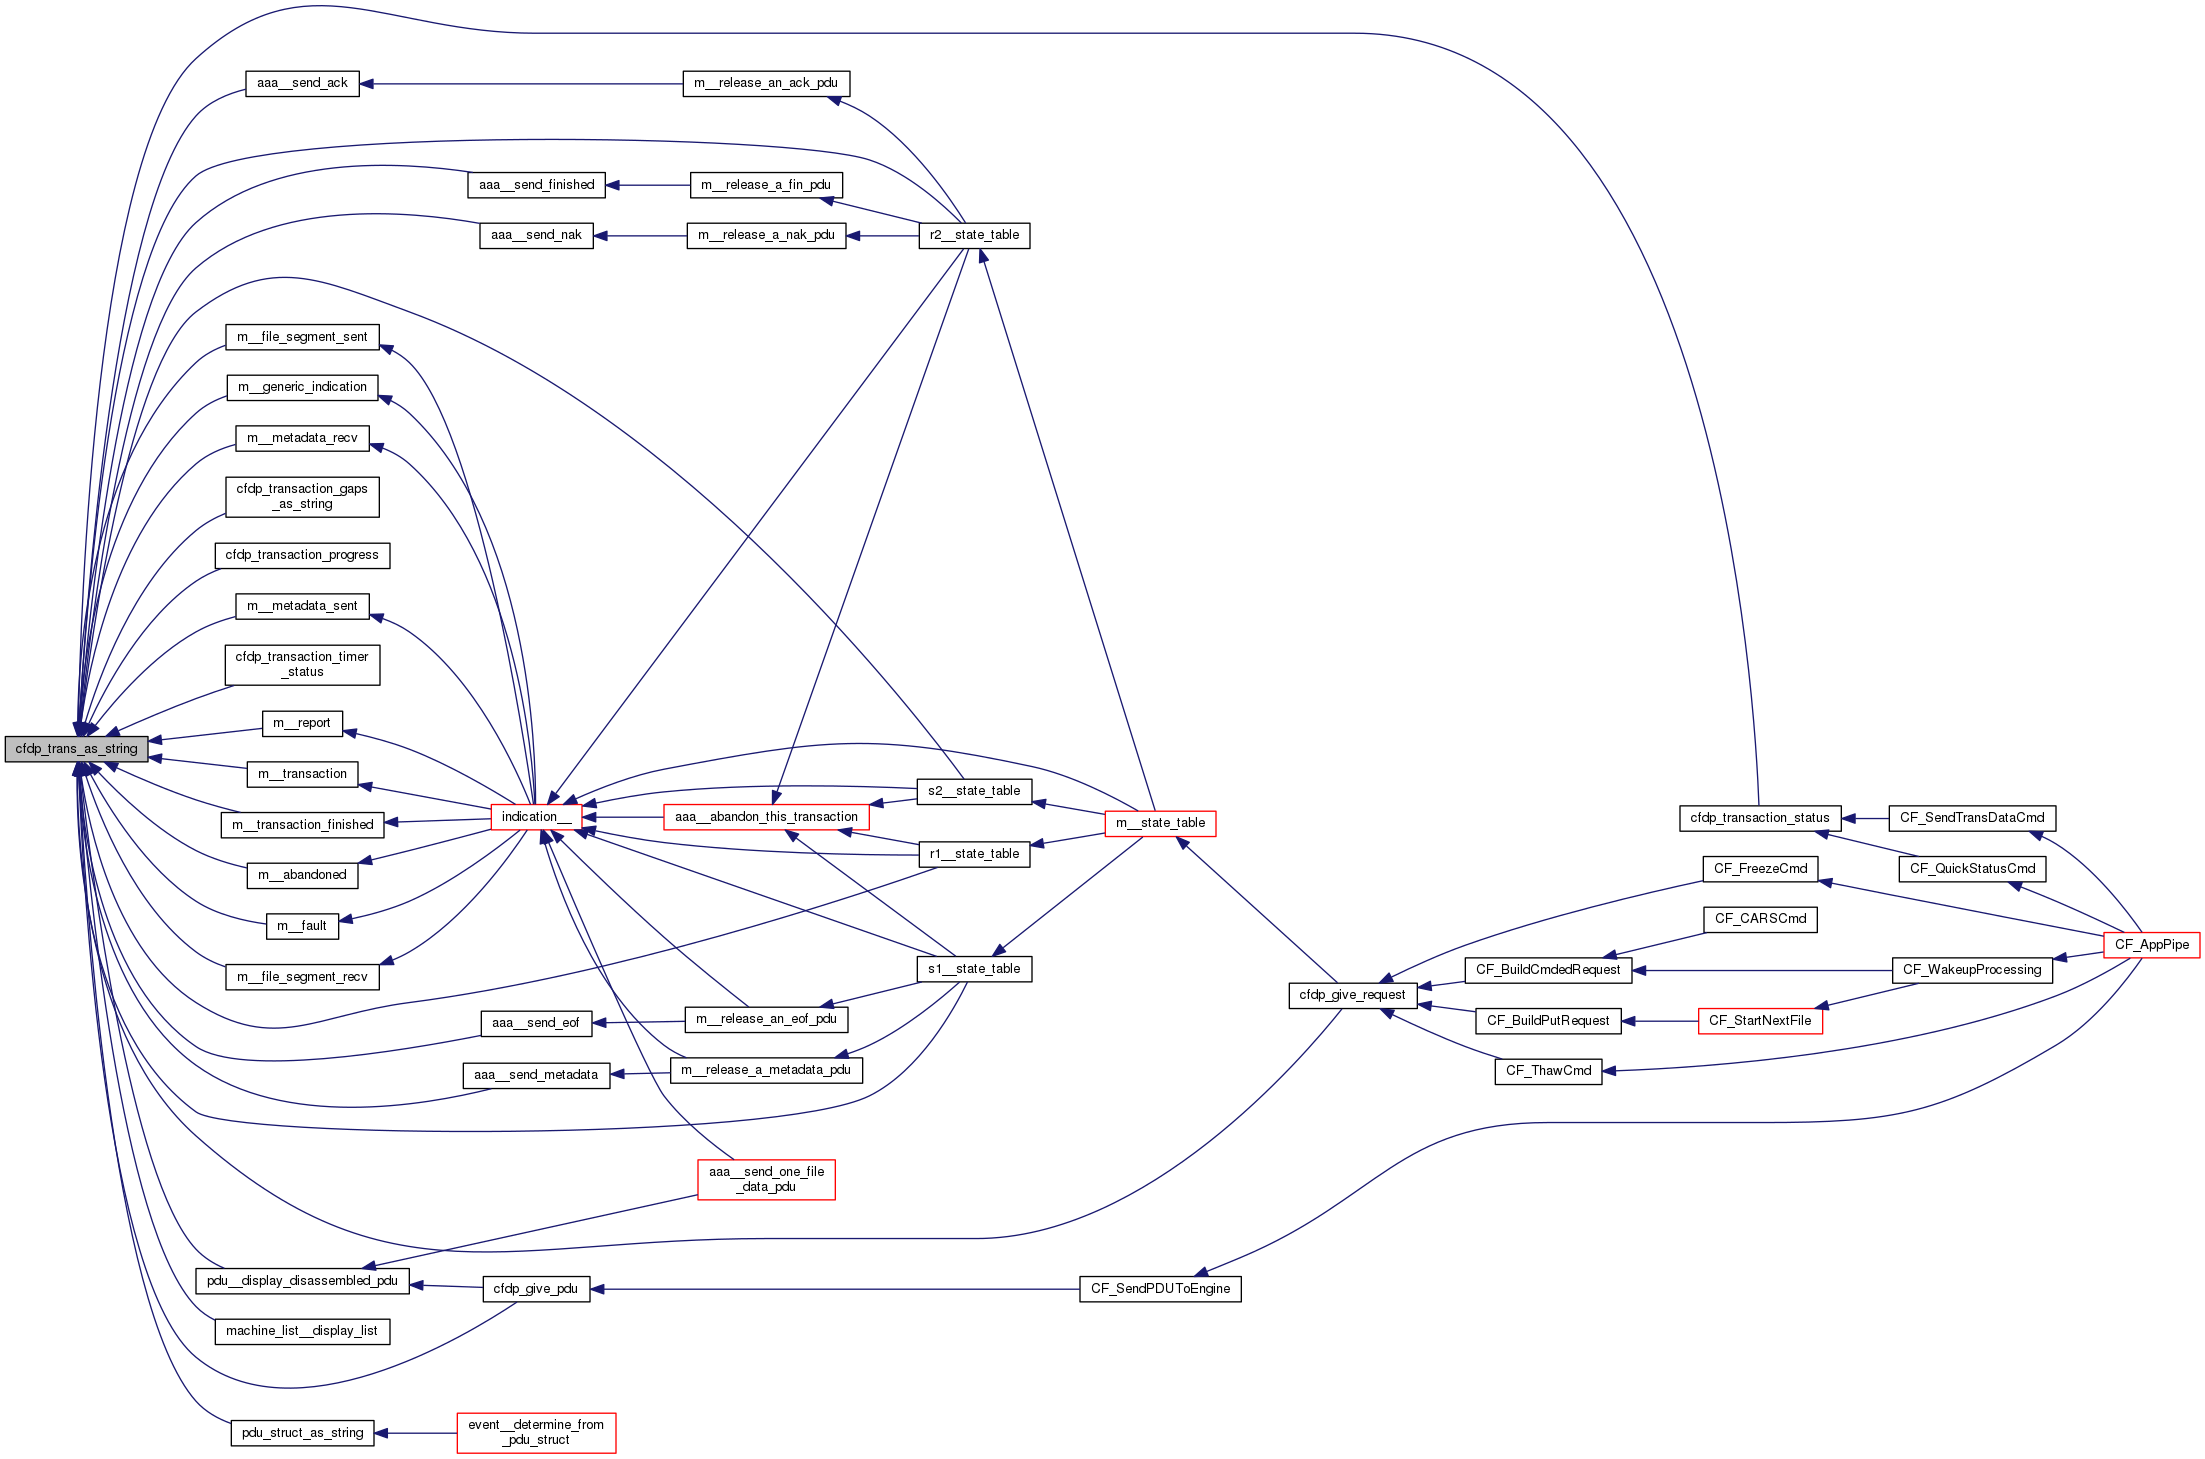 aaa__send_ack
m__release_an_ack_pdu
aaa__send_finished
m__release_a_fin_pdu
aaa__send_nak
m__release_a_nak_pdu
r2__state_table
m__file_segment_sent
m__generic_indication
m__metadata_recv
cfdp_transaction_gaps
_as_string
cfdp_transaction_progress
m__metadata_sent
cfdp_transaction_timer
_status
m__report
cfdp_trans_as_string
m__transaction
m__transaction_finished
m__abandoned
m__fault
m__file_segment_recv
indication__
aaa__abandon_this_transaction
s2__state_table
r1__state_table
s1__state_table
m__state_table
aaa__send_eof
m__release_an_eof_pdu
aaa__send_metadata
m__release_a_metadata_pdu
aaa__send_one_file
_data_pdu
cfdp_give_request
cfdp_transaction_status
CF_SendTransDataCmd
CF_QuickStatusCmd
CF_FreezeCmd
CF_CARSCmd
CF_BuildCmdedRequest
CF_WakeupProcessing
CF_AppPipe
CF_BuildPutRequest
CF_StartNextFile
CF_ThawCmd
pdu__display_disassembled_pdu
cfdp_give_pdu
CF_SendPDUToEngine
machine_list__display_list
pdu_struct_as_string
event__determine_from
_pdu_struct